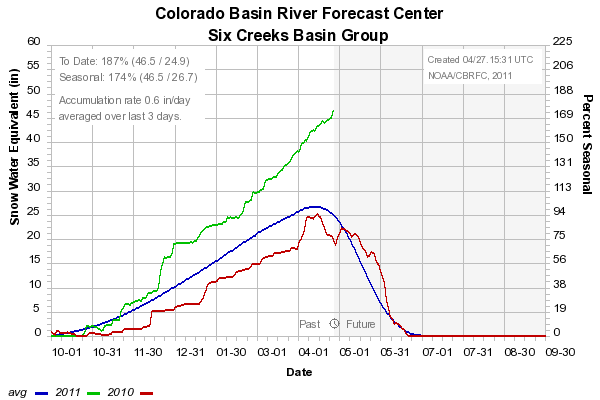 Colorado Basin River Forecast Center
Six Creeks Basin Group
To Date: 187% (46.5 / 24.9)
Seasonal: 174% (46.5 / 26.7)
Accumulation rate 0.6 in/day
averaged over last 3 days.
Created 04/27.15:31 UTC
NOAA/CBRFC, 2011
Snow Water Equivalent (in)
60
55
50
45
40
35
30
25
20
15
10
5
0
225
206
188
169
150
131
113
94
75
56
38
19
0
Percent Seasonal
Past
Future
10-01 10-31 11-30 12-31 01-30 03-01 04-01 05-01 05-31 07-01 07-31 08-30 09-30
Date
avg 2011 2010